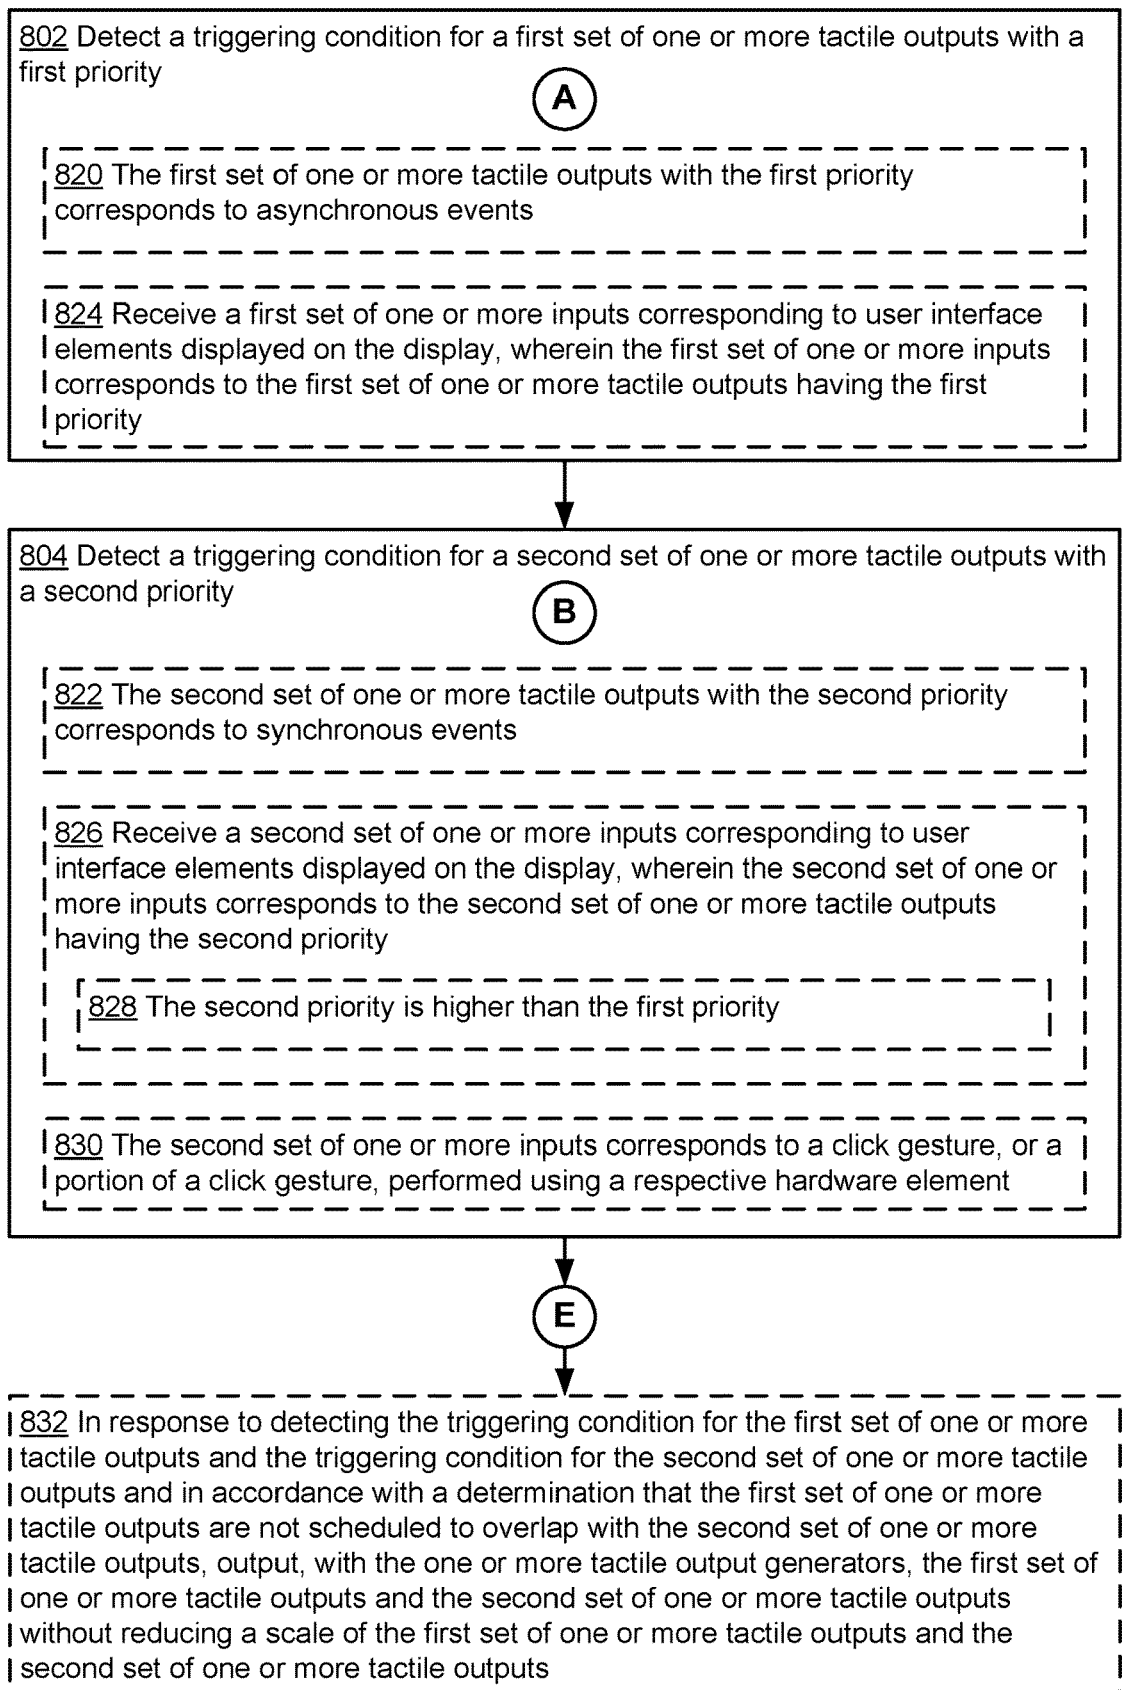 802 Detect a triggering condition for a first set of one or more tactile outputs with a
first priority
A
820 The first set of one or more tactile outputs with the first priority
corresponds to asynchronous events
824 Receive a first set of one or more inputs corresponding to user interface
elements displayed on the display, wherein the first set of one or more inputs
corresponds to the first set of one or more tactile outputs having the first
priority
804 Detect a triggering condition for a second set of one or more tactile outputs with
a second priority
B
822 The second set of one or more tactile outputs with the second priority
corresponds to synchronous events
826 Receive a second set of one or more inputs corresponding to user
interface elements displayed on the display, wherein the second set of one or
more inputs corresponds to the second set of one or more tactile outputs
having the second priority
828 The second priority is higher than the first priority
830 The second set of one or more inputs corresponds to a click gesture, or a
portion of a click gesture, performed using a respective hardware element
E
832 In response to detecting the triggering condition for the first set of one or more
tactile outputs and the triggering condition for the second set of one or more tactile
outputs and in accordance with a determination that the first set of one or more
tactile outputs are not scheduled to overlap with the second set of one or more
tactile outputs, output, with the one or more tactile output generators, the first set of
one or more tactile outputs and the second set of one or more tactile outputs
without reducing a scale of the first set of one or more tactile outputs and the
second set of one or more tactile outputs